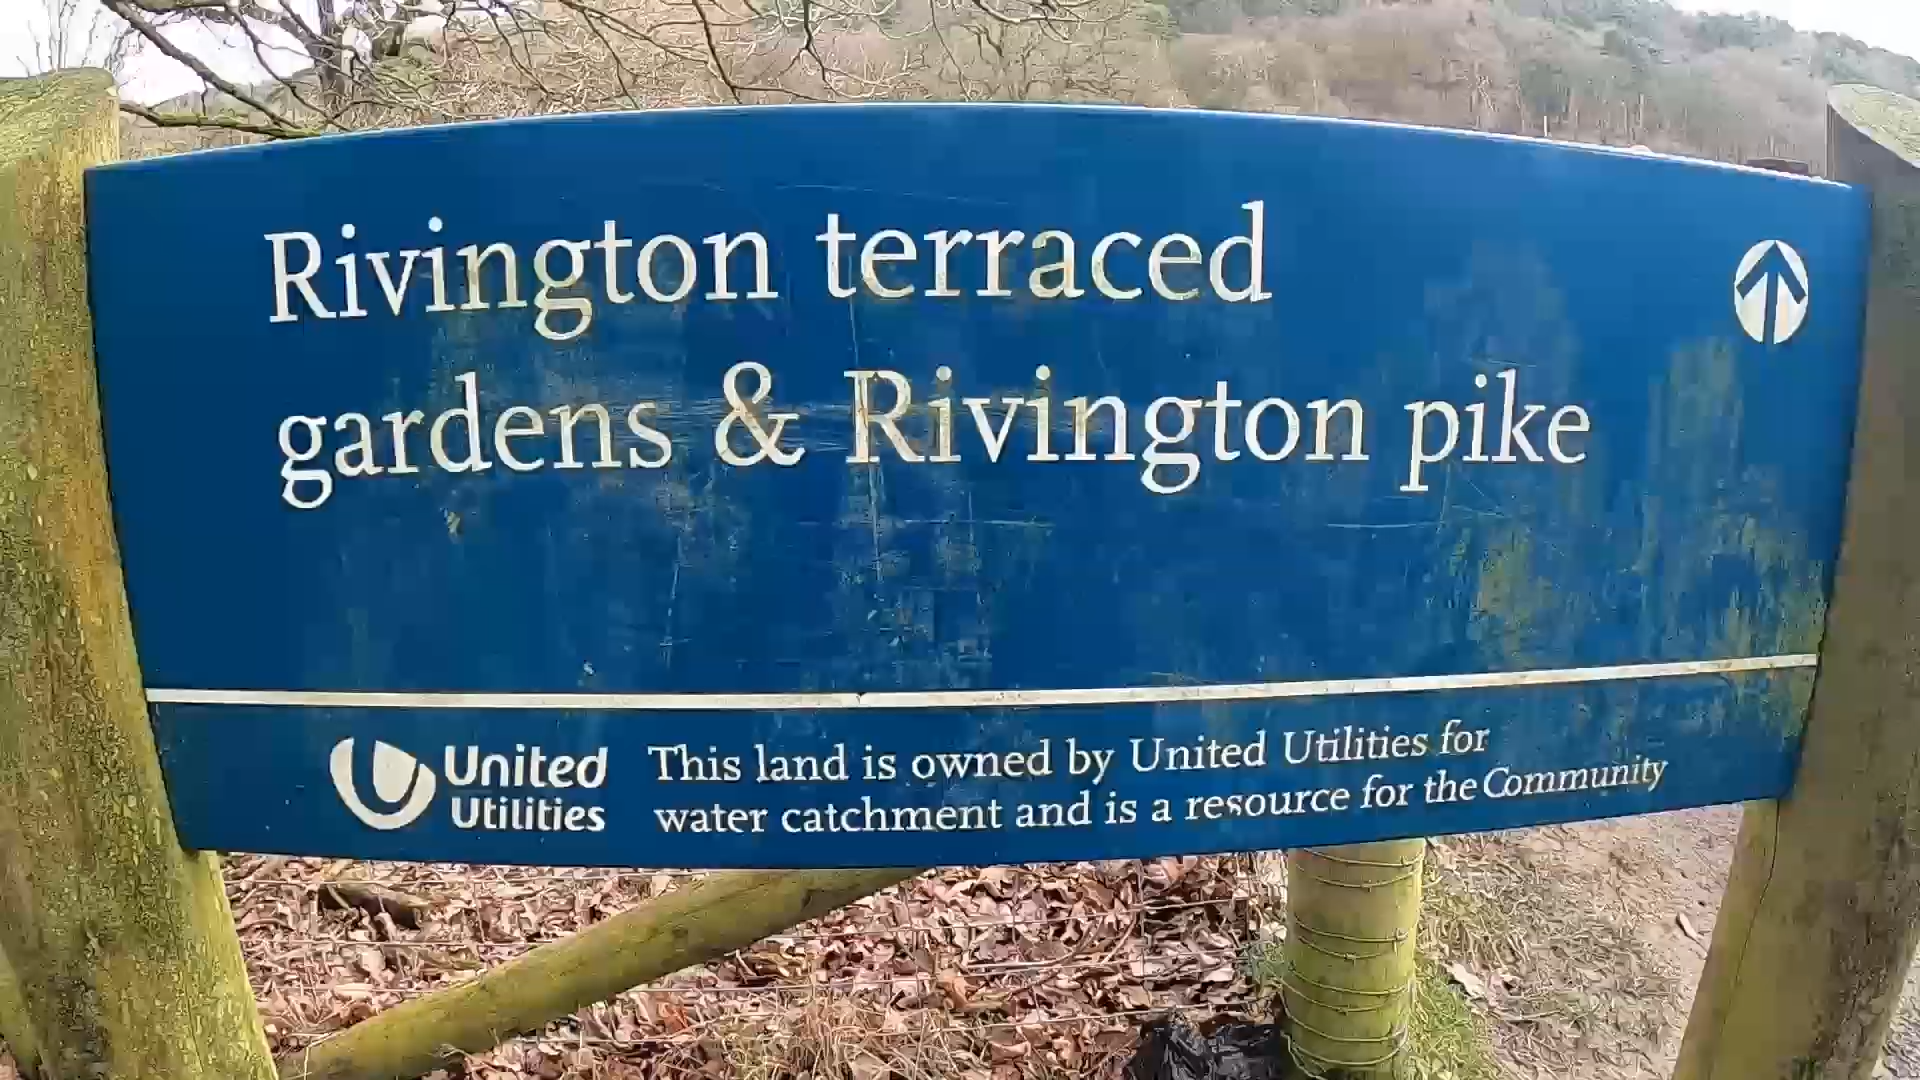 Rivington terraced
gardens & Rivington pike
United
Utilities
This land is owned by United Utilities for
water catchment and is a resource for the Community